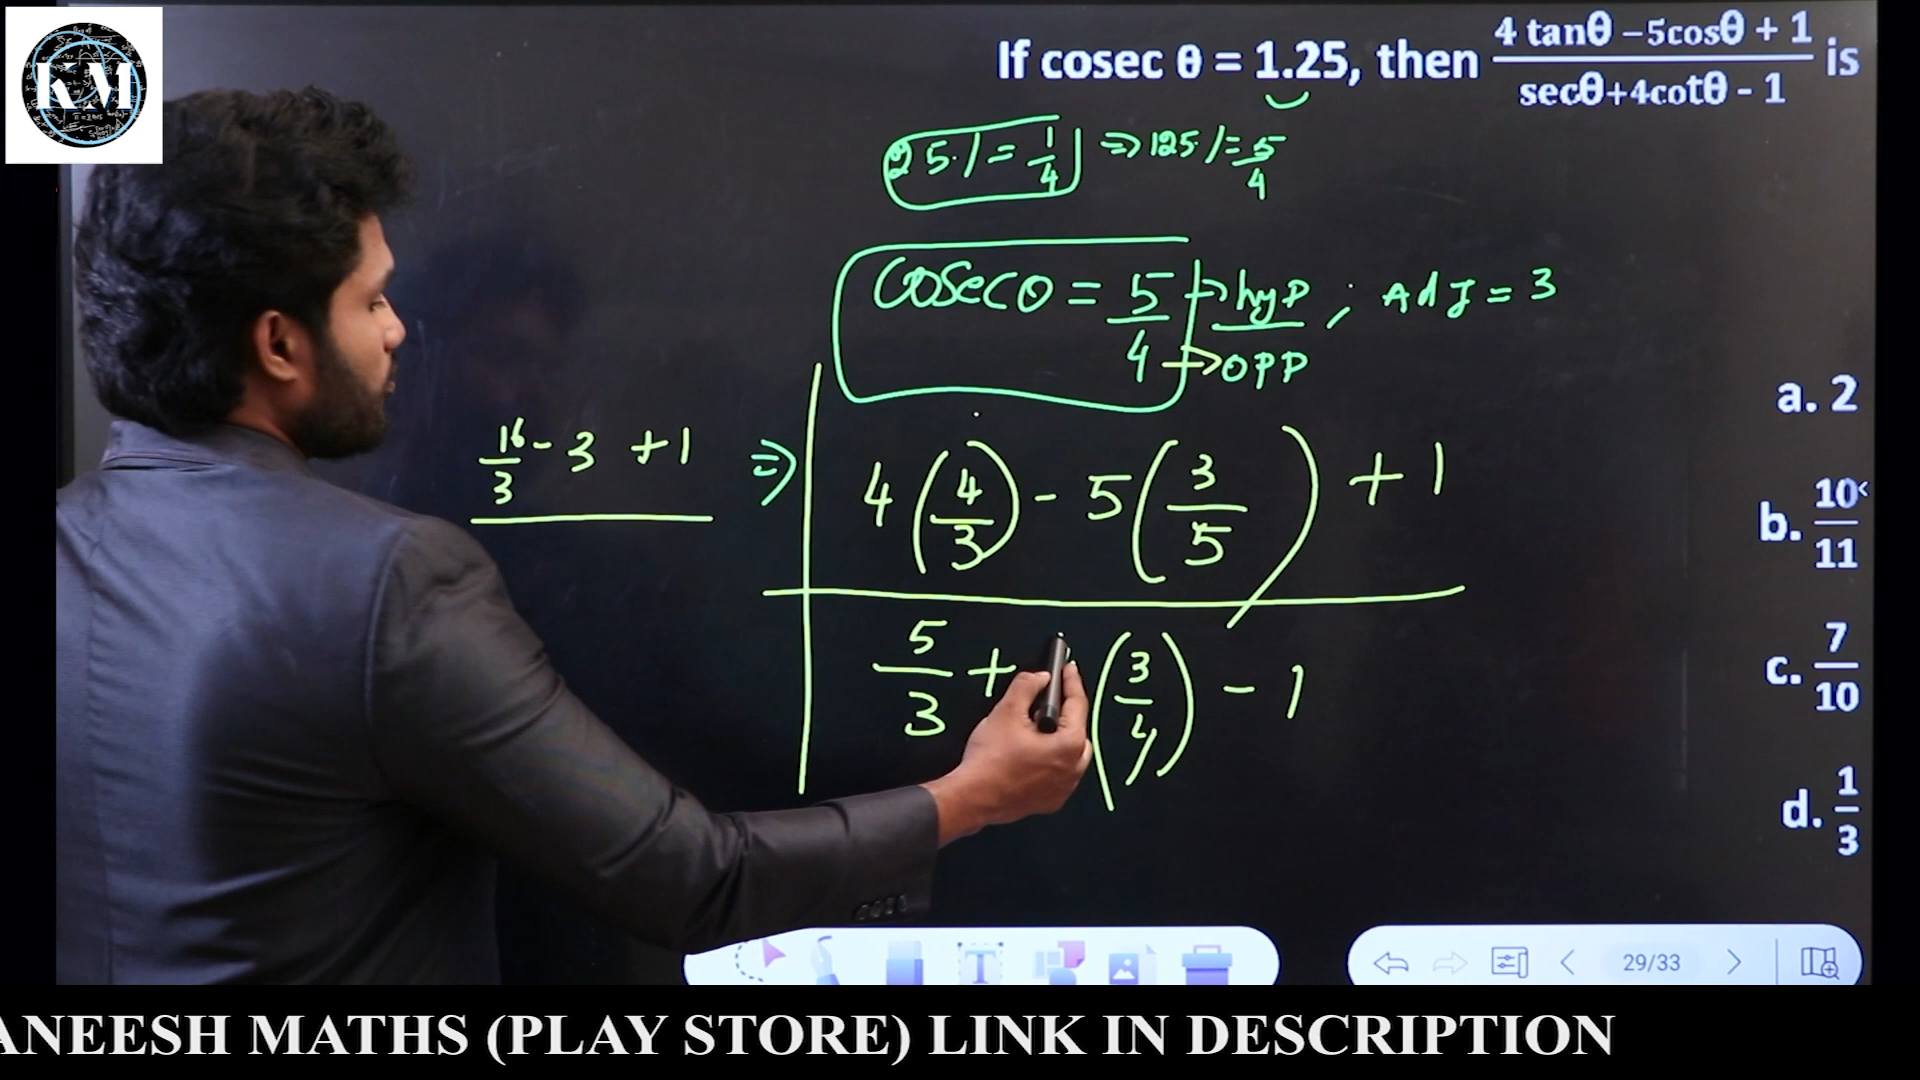 KM
If cosec θ = 1.25, then (4 tanθ –5cosθ + 1)/(secθ+4cotθ - 1) is
25% = 1/4 => 125% = 5/4
cosec θ = 5/4 → hyp / → opp ; Adj = 3
16/3 - 3 + 1 => 4(4/3) - 5(3/5) + 1
5/3 + (3/4) - 1
a. 2
b. 10/11
c. 7/10
d. 1/3
T
29/33
ANEESH MATHS (PLAY STORE) LINK IN DESCRIPTION